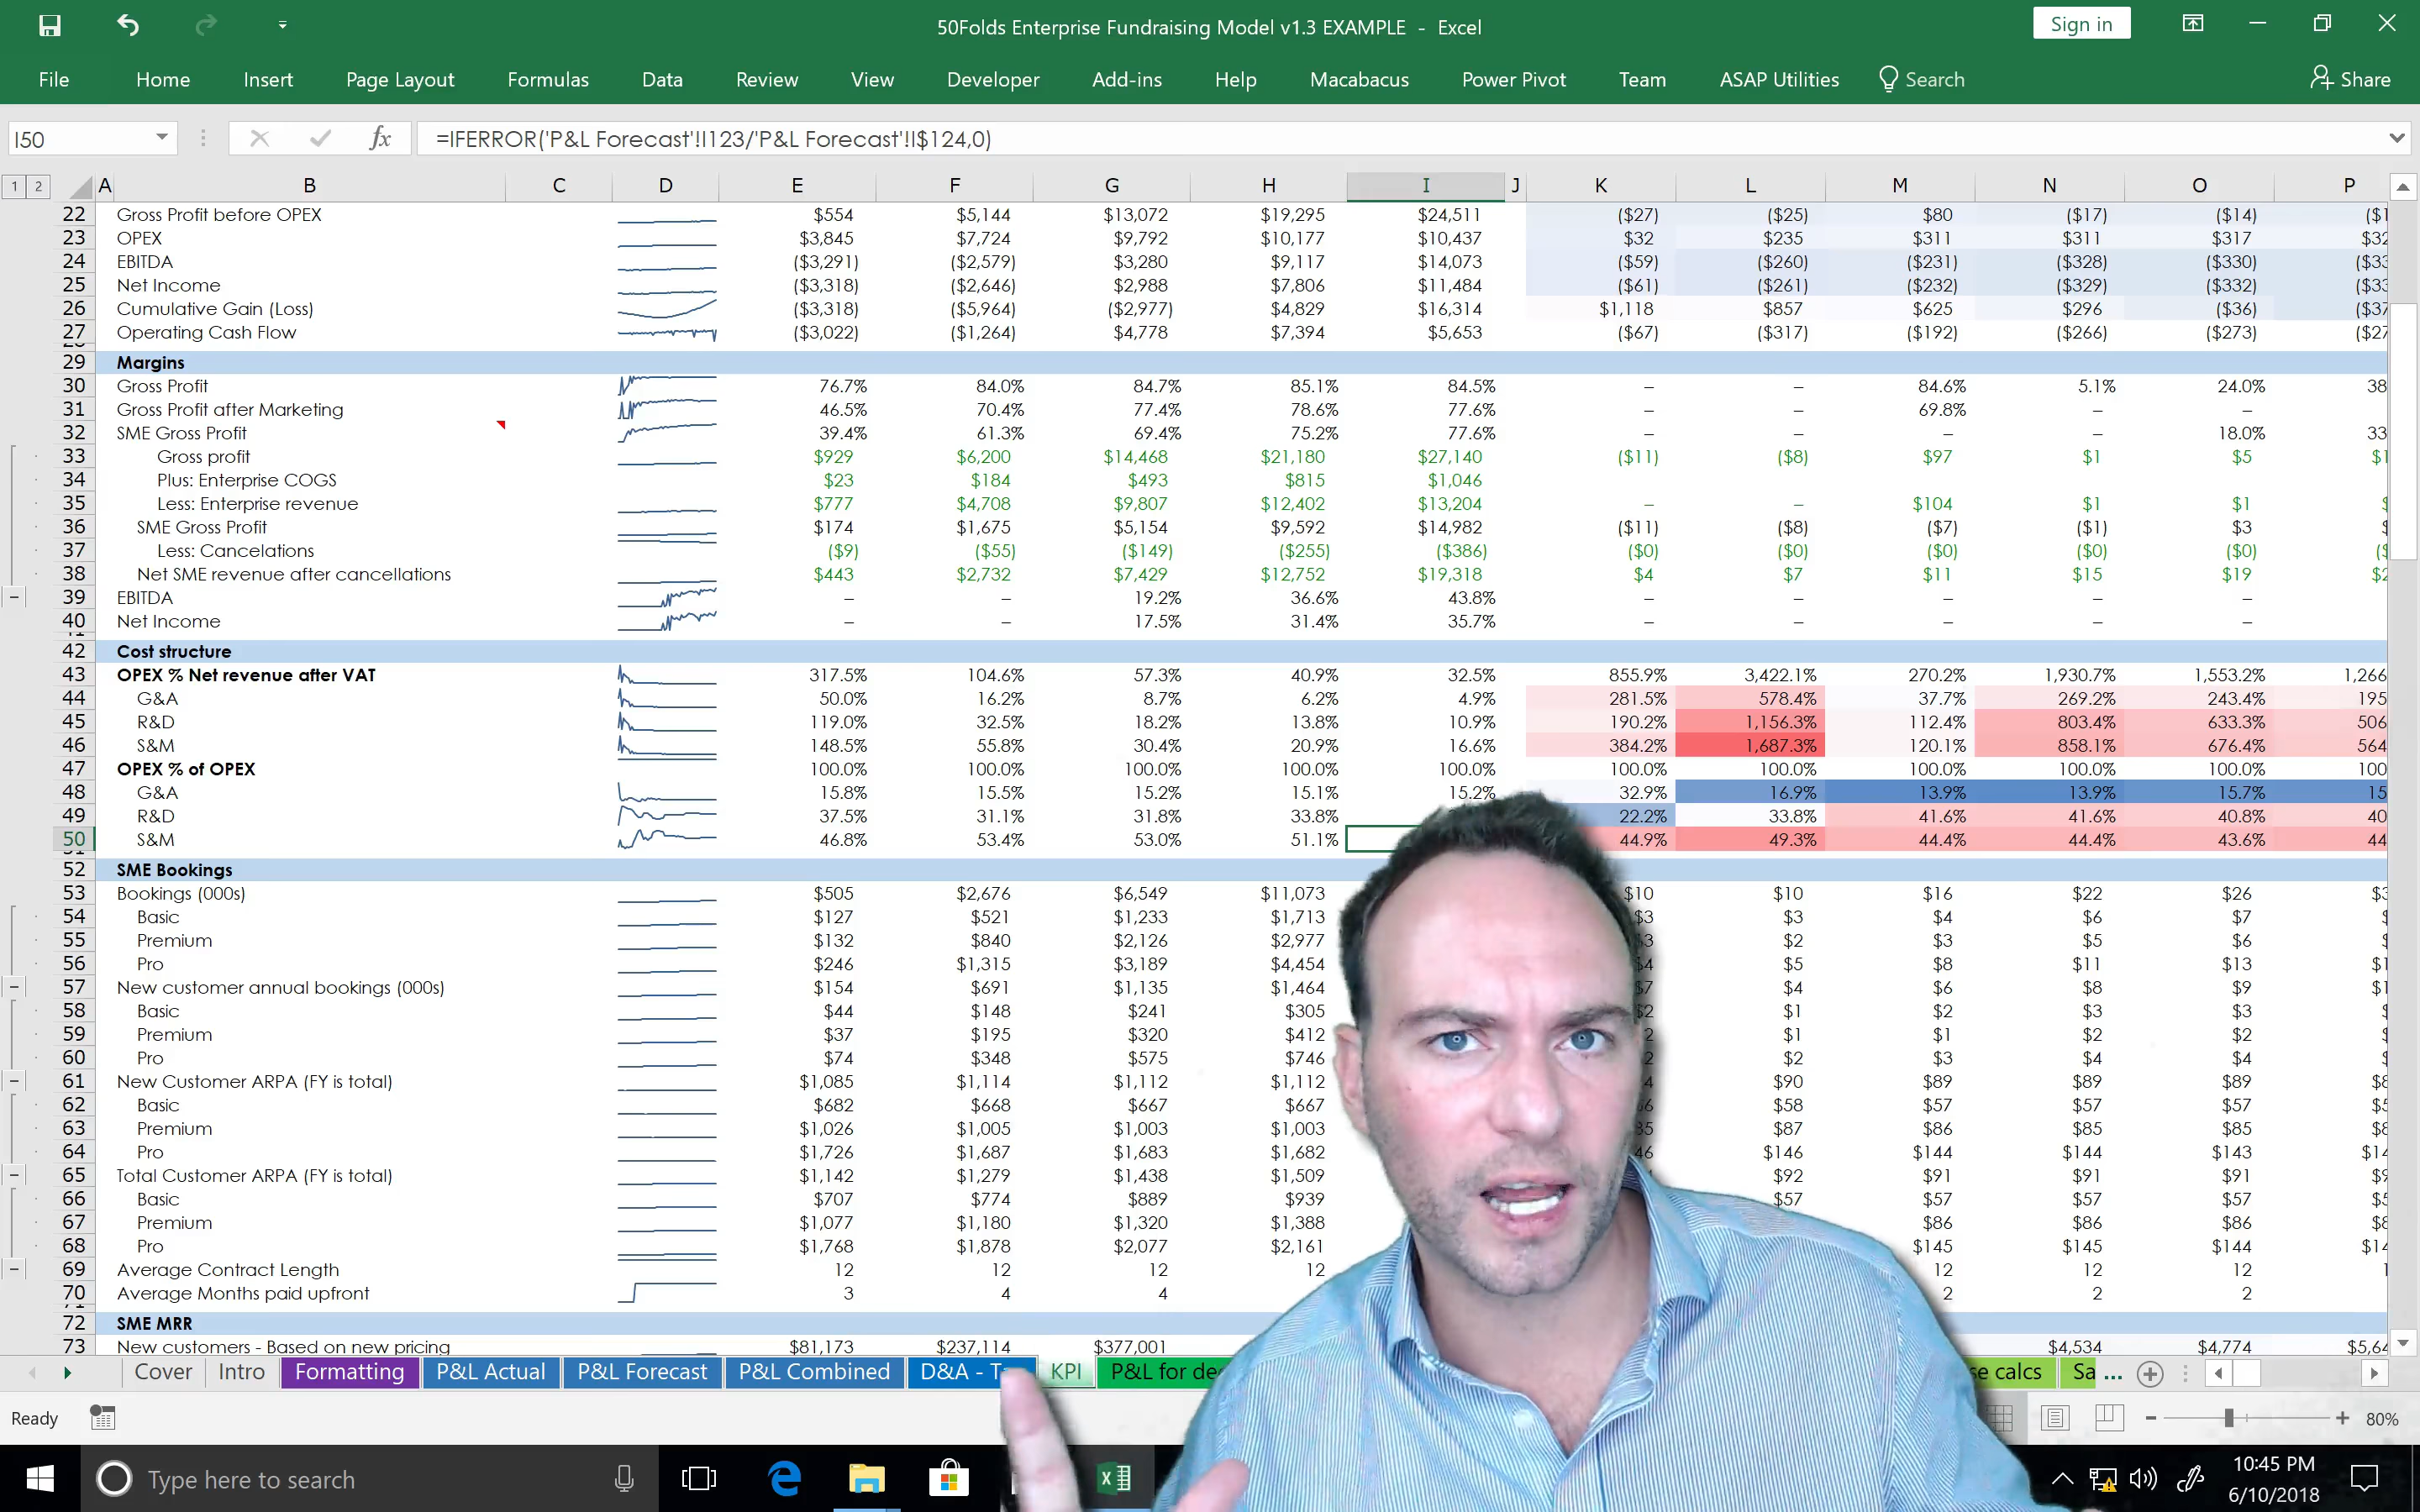 50Folds Enterprise Fundraising Model v1.3 EXAMPLE - Excel
Sign in
File Home Insert Page Layout Formulas Data Review View Developer Add-ins Help Macabacus Power Pivot Team ASAP Utilities Search Share
I50 fx =IFERROR('P&L Forecast'!I123/'P&L Forecast'!I$124,0)
1 2 A B C D E F G H I J K L M N O P
22 Gross Profit before OPEX $554 $5,144 $13,072 $19,295 $24,511 ($27) ($25) $80 ($17) ($14)
23 OPEX $3,845 $7,724 $9,792 $10,177 $10,437 $32 $235 $311 $311 $317
24 EBITDA ($3,291) ($2,579) $3,280 $9,117 $14,073 ($59) ($260) ($231) ($328) ($330)
25 Net Income ($3,318) ($2,646) $2,988 $7,806 $11,484 ($61) ($261) ($232) ($329) ($332)
26 Cumulative Gain (Loss) ($3,318) ($5,964) ($2,977) $4,829 $16,314 $1,118 $857 $625 $296 ($36)
27 Operating Cash Flow ($3,022) ($1,264) $4,778 $7,394 $5,653 ($67) ($317) ($192) ($266) ($273)
29 Margins
30 Gross Profit 76.7% 84.0% 84.7% 85.1% 84.5% – – 84.6% 5.1% 24.0% 38
31 Gross Profit after Marketing 46.5% 70.4% 77.4% 78.6% 77.6% – – 69.8% – –
32 SME Gross Profit 39.4% 61.3% 69.4% 75.2% 77.6% – – – – 18.0% 33
33 Gross profit $929 $6,200 $14,468 $21,180 $27,140 ($11) ($8) $97 $1 $5
34 Plus: Enterprise COGS $23 $184 $493 $815 $1,046
35 Less: Enterprise revenue $777 $4,708 $9,807 $12,402 $13,204 – – $104 $1 $1
36 SME Gross Profit $174 $1,675 $5,154 $9,592 $14,982 ($11) ($8) ($7) ($1) $3
37 Less: Cancelations ($9) ($55) ($149) ($255) ($386) ($0) ($0) ($0) ($0) ($0)
38 Net SME revenue after cancellations $443 $2,732 $7,429 $12,752 $19,318 $4 $7 $11 $15 $19
39 EBITDA – – 19.2% 36.6% 43.8% – – – – –
40 Net Income – – 17.5% 31.4% 35.7% – – – – –
42 Cost structure
43 OPEX % Net revenue after VAT 317.5% 104.6% 57.3% 40.9% 32.5% 855.9% 3,422.1% 270.2% 1,930.7% 1,553.2% 1,266
44 G&A 50.0% 16.2% 8.7% 6.2% 4.9% 281.5% 578.4% 37.7% 269.2% 243.4% 195
45 R&D 119.0% 32.5% 18.2% 13.8% 10.9% 190.2% 1,156.3% 112.4% 803.4% 633.3% 506
46 S&M 148.5% 55.8% 30.4% 20.9% 16.6% 384.2% 1,687.3% 120.1% 858.1% 676.4% 564
47 OPEX % of OPEX 100.0% 100.0% 100.0% 100.0% 100.0% 100.0% 100.0% 100.0% 100.0% 100.0% 100
48 G&A 15.8% 15.5% 15.2% 15.1% 15.2% 32.9% 16.9% 13.9% 13.9% 15.7% 15
49 R&D 37.5% 31.1% 31.8% 33.8% 22.2% 33.8% 41.6% 41.6% 40.8% 40
50 S&M 46.8% 53.4% 53.0% 51.1% 44.9% 49.3% 44.4% 44.4% 43.6% 44
52 SME Bookings
53 Bookings (000s) $505 $2,676 $6,549 $11,073 $10 $10 $16 $22 $26
54 Basic $127 $521 $1,233 $1,713 $3 $3 $4 $6 $7
55 Premium $132 $840 $2,126 $2,977 $3 $2 $3 $5 $6
56 Pro $246 $1,315 $3,189 $4,454 $4 $5 $8 $11 $13
57 New customer annual bookings (000s) $154 $691 $1,135 $1,464 $4 $6 $8 $9
58 Basic $44 $148 $241 $305 $1 $2 $3 $3
59 Premium $37 $195 $320 $412 $1 $1 $2 $2
60 Pro $74 $348 $575 $746 $2 $3 $4 $4
61 New Customer ARPA (FY is total) $1,085 $1,114 $1,112 $1,112 $90 $89 $89 $89
62 Basic $682 $668 $667 $667 $58 $57 $57 $57
63 Premium $1,026 $1,005 $1,003 $1,003 $87 $86 $85 $85
64 Pro $1,726 $1,687 $1,683 $1,682 $146 $144 $144 $143
65 Total Customer ARPA (FY is total) $1,142 $1,279 $1,438 $1,509 $92 $91 $91 $91
66 Basic $707 $774 $889 $939 $57 $57 $57 $57
67 Premium $1,077 $1,180 $1,320 $1,388 $86 $86 $86
68 Pro $1,768 $1,878 $2,077 $2,161 $145 $145 $144
69 Average Contract Length 12 12 12 12 12 12 12
70 Average Months paid upfront 3 4 4 2 2 2
72 SME MRR
73 New customers - Based on new pricing $81,173 $237,114 $377,001 $4,534 $4,774
Cover Intro Formatting P&L Actual P&L Forecast P&L Combined D&A - KPI P&L for calcs Sa ...
Ready 80%
Type here to search
10:45 PM
6/10/2018